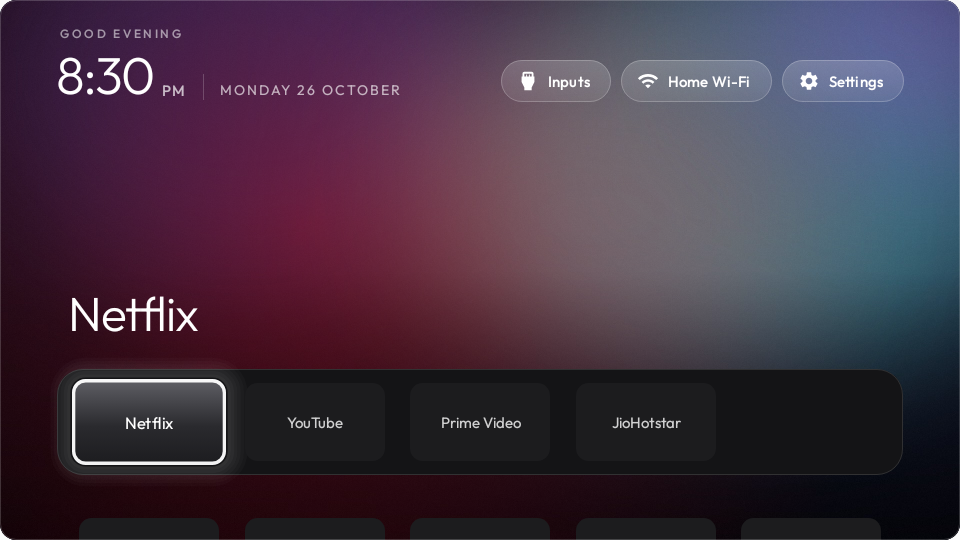 GOOD EVENING
8:30 PM
MONDAY 26 OCTOBER
Inputs
Home Wi-Fi
Settings
Netflix
Netflix
YouTube
Prime Video
JioHotstar